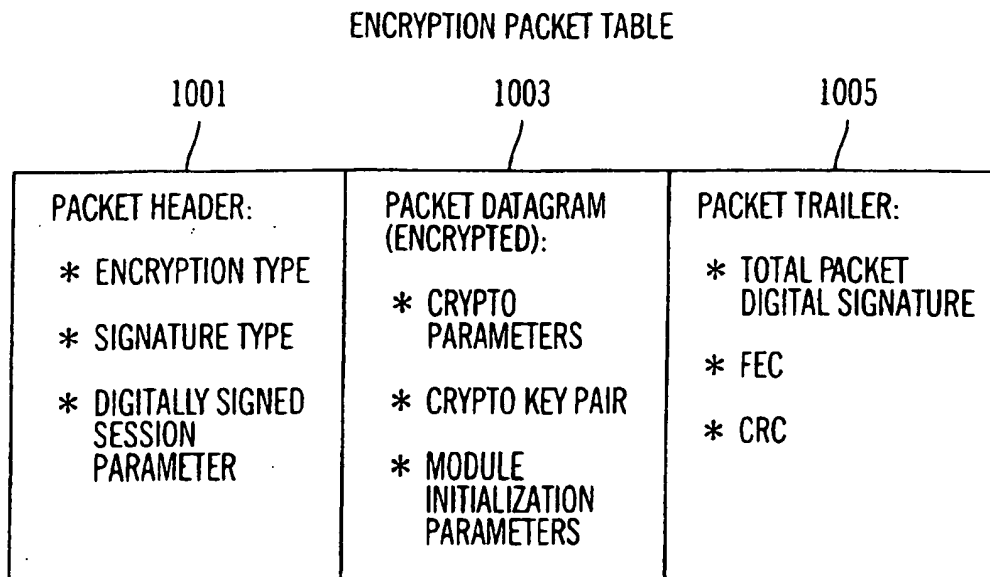 ENCRYPTION PACKET TABLE
1001
1003
1005
PACKET HEADER:
* ENCRYPTION TYPE
* SIGNATURE TYPE
* DIGITALLY SIGNED
SESSION
PARAMETER
PACKET DATAGRAM
(ENCRYPTED):
* CRYPTO
PARAMETERS
* CRYPTO KEY PAIR
* MODULE
INITIALIZATION
PARAMETERS
PACKET TRAILER:
* TOTAL PACKET
DIGITAL SIGNATURE
* FEC
* CRC